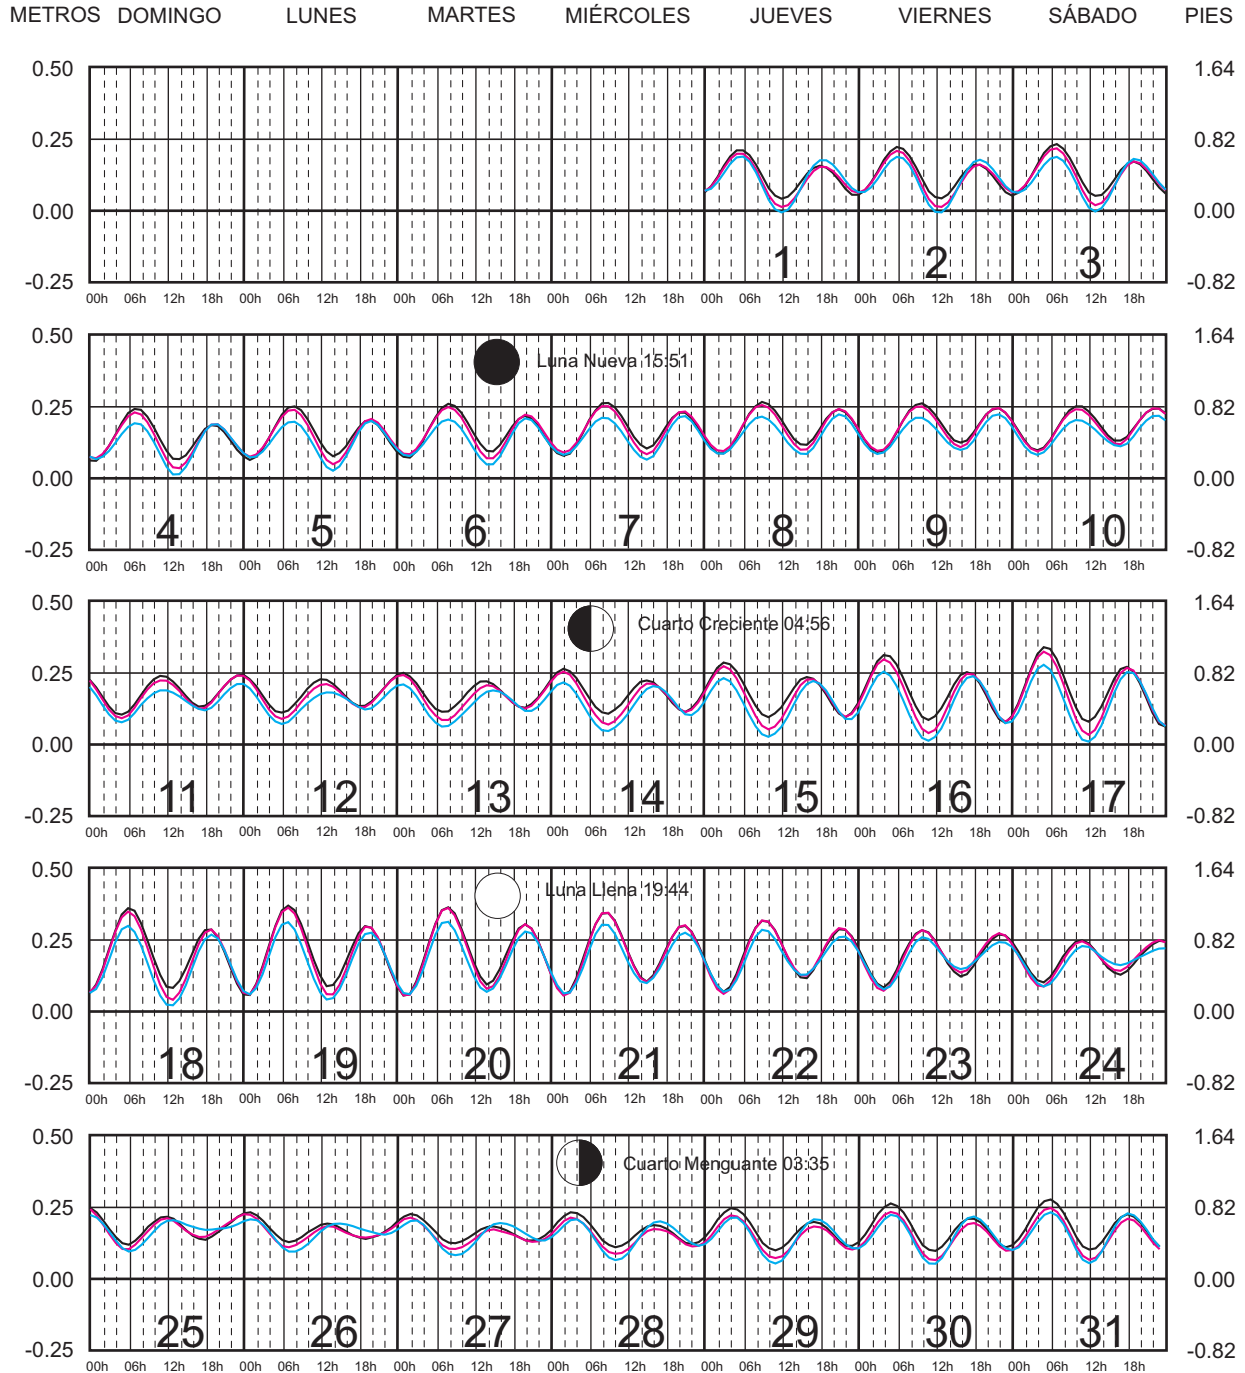 METROS DOMINGO LUNES MARTES MIÉRCOLES JUEVES VIERNES SÁBADO PIES
0.50 1.64
0.25 0.82
0.00 0.00
1 2 3
-0.25 -0.82
00h 06h 12h 18h 00h 06h 12h 18h 00h 06h 12h 18h 00h 06h 12h 18h 00h 06h 12h 18h 00h 06h 12h 18h 00h 06h 12h 18h
0.50 1.64
Luna Nueva 15:51
0.25 0.82
0.00 0.00
4 5 6 7 8 9 10
-0.25 -0.82
00h 06h 12h 18h 00h 06h 12h 18h 00h 06h 12h 18h 00h 06h 12h 18h 00h 06h 12h 18h 00h 06h 12h 18h 00h 06h 12h 18h
0.50 1.64
Cuarto Creciente 04:56
0.25 0.82
0.00 0.00
11 12 13 14 15 16 17
-0.25 -0.82
00h 06h 12h 18h 00h 06h 12h 18h 00h 06h 12h 18h 00h 06h 12h 18h 00h 06h 12h 18h 00h 06h 12h 18h 00h 06h 12h 18h
0.50 1.64
Luna Llena 19:44
0.25 0.82
0.00 0.00
18 19 20 21 22 23 24
-0.25 -0.82
00h 06h 12h 18h 00h 06h 12h 18h 00h 06h 12h 18h 00h 06h 12h 18h 00h 06h 12h 18h 00h 06h 12h 18h 00h 06h 12h 18h
0.50 1.64
Cuarto Menguante 03:35
0.25 0.82
0.00 0.00
25 26 27 28 29 30 31
-0.25 -0.82
00h 06h 12h 18h 00h 06h 12h 18h 00h 06h 12h 18h 00h 06h 12h 18h 00h 06h 12h 18h 00h 06h 12h 18h 00h 06h 12h 18h